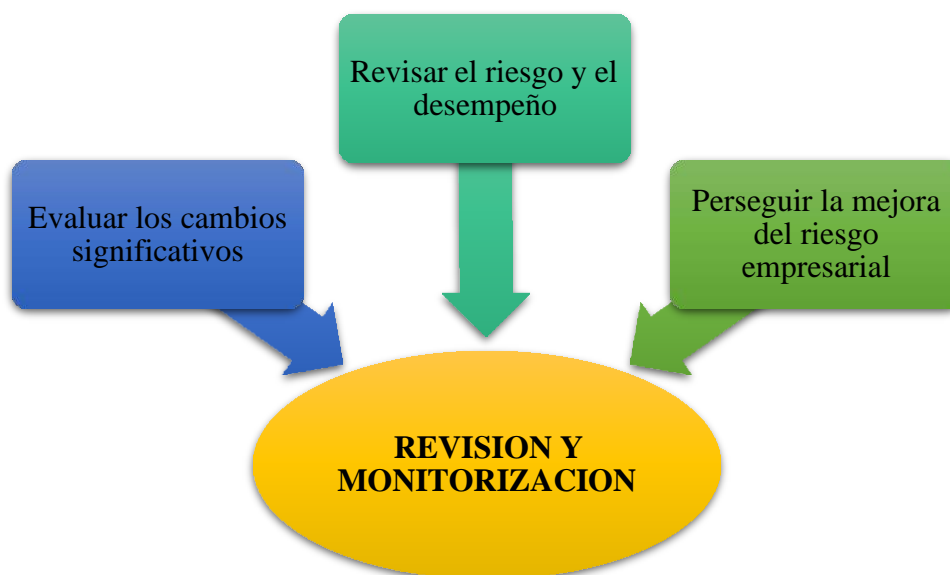 Revisar el riesgo y el
desempeño
Evaluar los cambios
significativos
Perseguir la mejora
del riesgo
empresarial
REVISION Y
MONITORIZACION